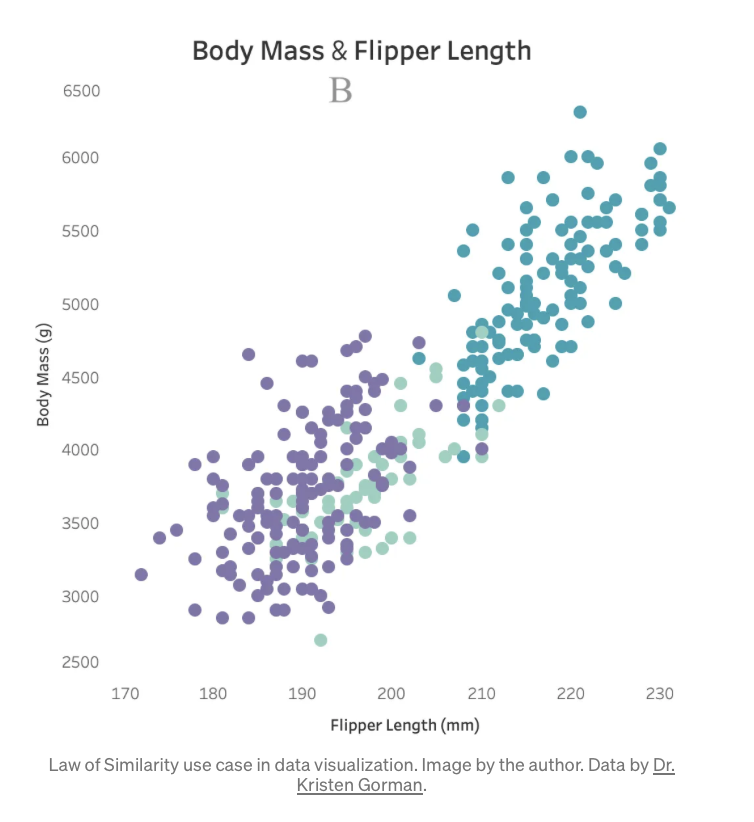 Body Mass & Flipper Length
B
6500
6000
5500
5000
4500
4000
3500
3000
2500
Body Mass (g)
170 180 190 200 210 220 230
Flipper Length (mm)
Law of Similarity use case in data visualization. Image by the author. Data by Dr.
Kristen Gorman.